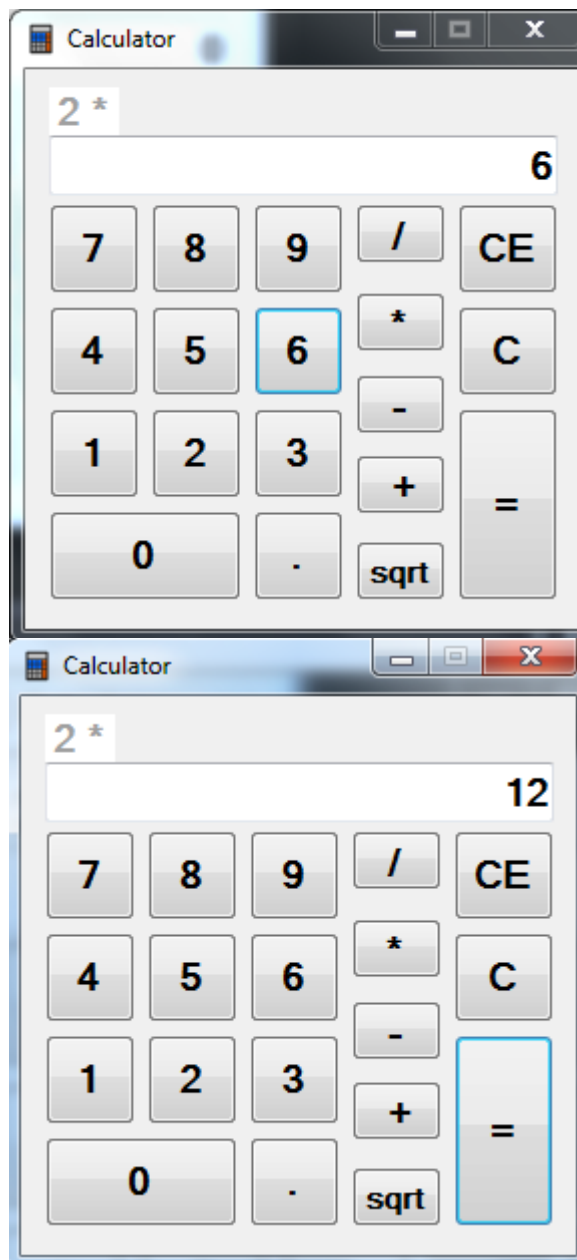 Calculator
2 *
6
7 8 9 / CE
4 5 6 * C
1 2 3 -
+ =
0 . sqrt
Calculator
2 *
12
7 8 9 / CE
4 5 6 * C
1 2 3 -
+ =
0 . sqrt